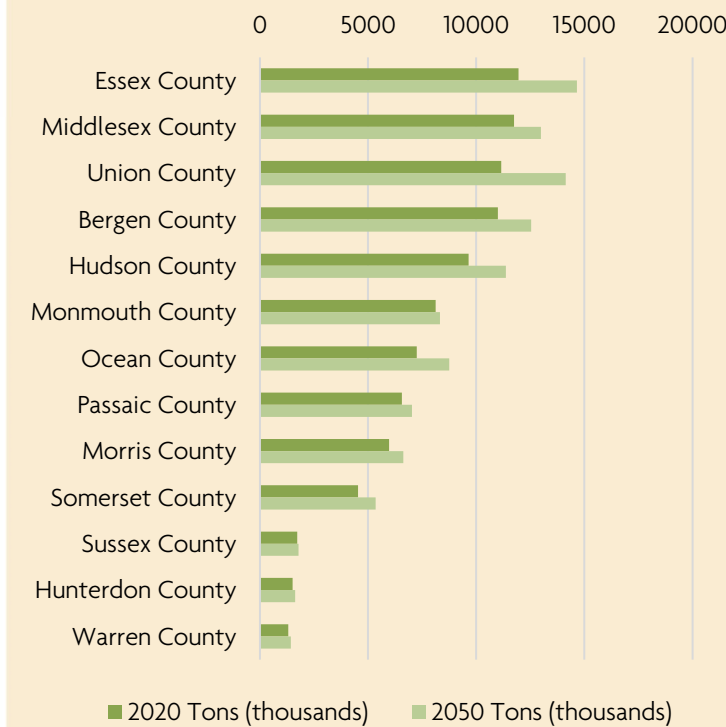 0 5000 10000 15000 20000
Essex County
Middlesex County
Union County
Bergen County
Hudson County
Monmouth County
Ocean County
Passaic County
Morris County
Somerset County
Sussex County
Hunterdon County
Warren County
2020 Tons (thousands) 2050 Tons (thousands)